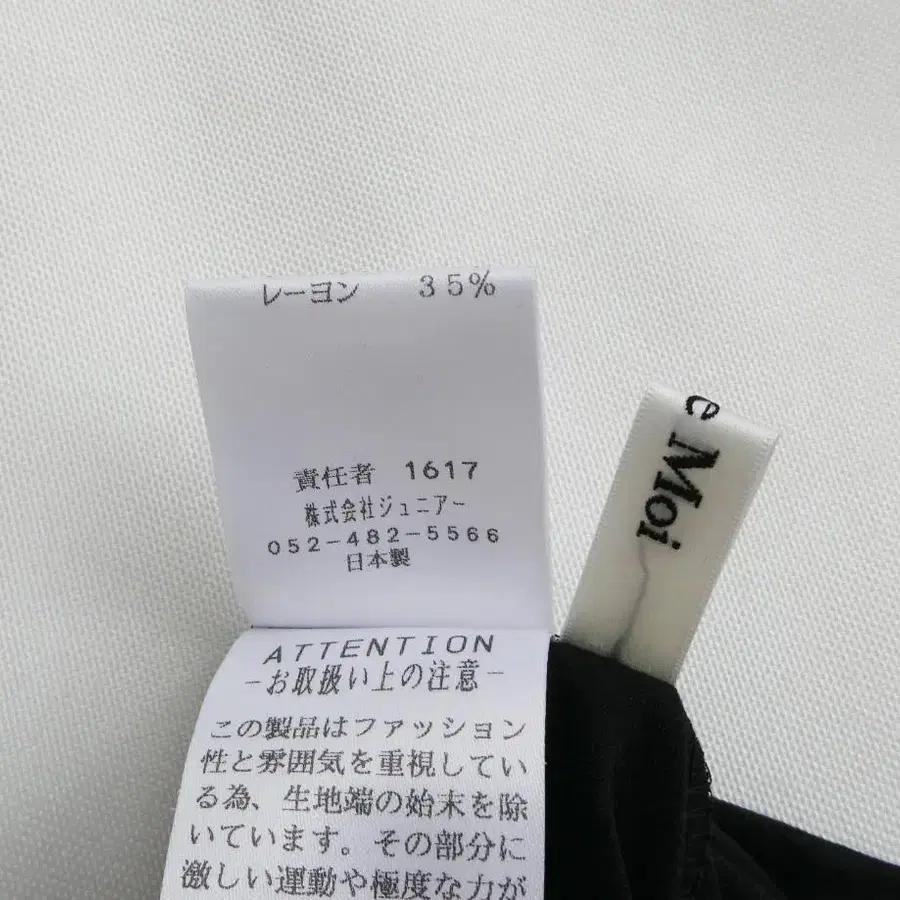 レーヨン 35%
責任者 1617
株式会社ジュニアー
052-482-5566
日本製
e Moi
ATTENTION
-お取扱い上の注意-
この製品はファッション
性と雰囲気を重視してい
る為、生地端の始末を除
いています。その部分に
激しい運動や極度な力が